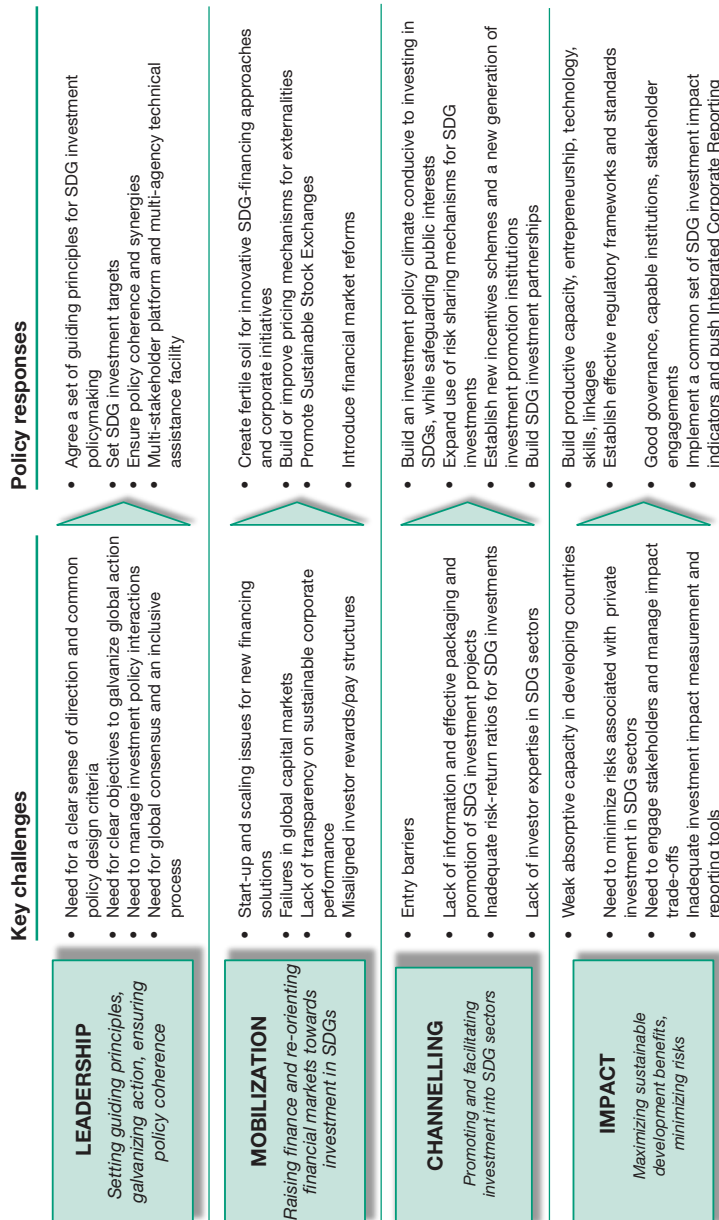 Key challenges
Policy responses
LEADERSHIP
Setting guiding principles,
galvanizing action, ensuring
policy coherence
• Need for a clear sense of direction and common
policy design criteria
• Need for clear objectives to galvanize global action
• Need to manage investment policy interactions
• Need for global consensus and an inclusive
process
• Agree a set of guiding principles for SDG investment
policymaking
• Set SDG investment targets
• Ensure policy coherence and synergies
• Multi-stakeholder platform and multi-agency technical
assistance facility
MOBILIZATION
Raising finance and re-orienting
financial markets towards
investment in SDGs
• Start-up and scaling issues for new financing
solutions
• Failures in global capital markets
• Lack of transparency on sustainable corporate
performance
• Misaligned investor rewards/pay structures
• Create fertile soil for innovative SDG-financing approaches
and corporate initiatives
• Build or improve pricing mechanisms for externalities
• Promote Sustainable Stock Exchanges
• Introduce financial market reforms
CHANNELLING
Promoting and facilitating
investment into SDG sectors
• Entry barriers
• Lack of information and effective packaging and
promotion of SDG investment projects
• Inadequate risk-return ratios for SDG investments
• Lack of investor expertise in SDG sectors
• Build an investment policy climate conducive to investing in
SDGs, while safeguarding public interests
• Expand use of risk sharing mechanisms for SDG
investments
• Establish new incentives schemes and a new generation of
investment promotion institutions
• Build SDG investment partnerships
IMPACT
Maximizing sustainable
development benefits,
minimizing risks
• Weak absorptive capacity in developing countries
• Need to minimize risks associated with private
investment in SDG sectors
• Need to engage stakeholders and manage impact
trade-offs
• Inadequate investment impact measurement and
reporting tools
• Build productive capacity, entrepreneurship, technology,
skills, linkages
• Establish effective regulatory frameworks and standards
• Good governance, capable institutions, stakeholder
engagements
• Implement a common set of SDG investment impact
indicators and push Integrated Corporate Reporting